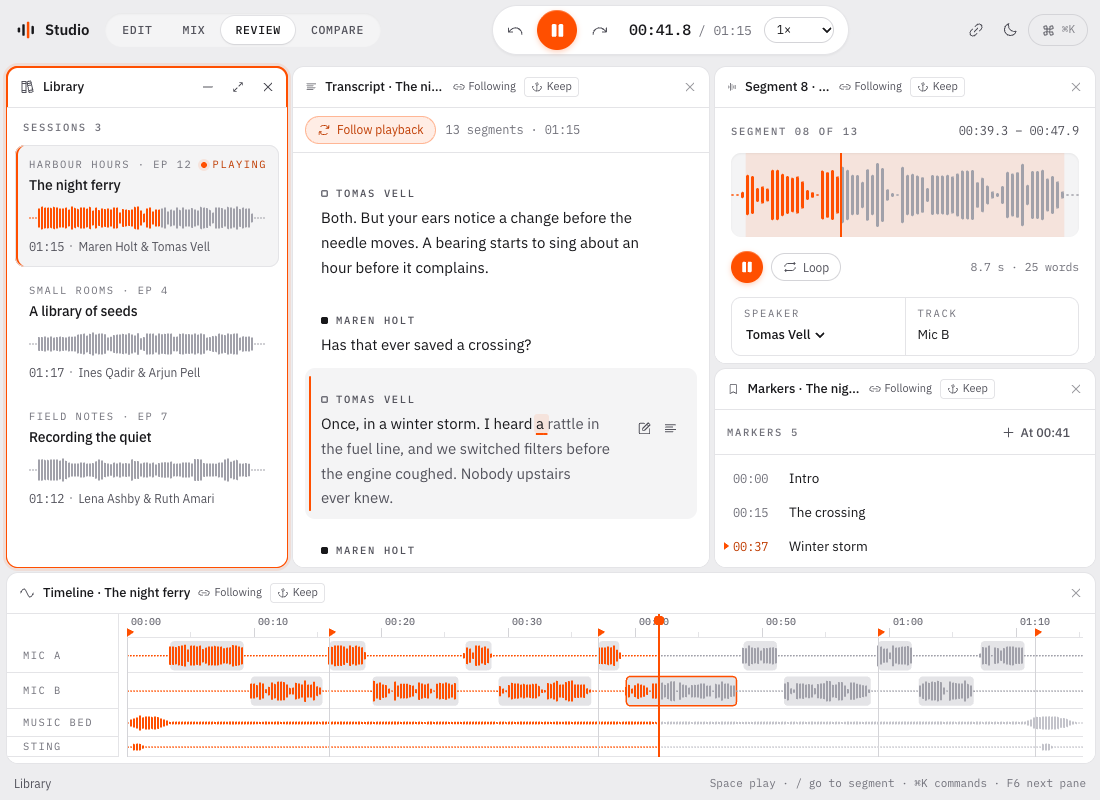 Studio
EDIT MIX REVIEW COMPARE
00:41.8 / 01:15 1×
⌘ ⌘K
Library
SESSIONS 3
HARBOUR HOURS · EP 12 PLAYING
The night ferry
01:15 · Maren Holt & Tomas Vell
SMALL ROOMS · EP 4
A library of seeds
01:17 · Ines Qadir & Arjun Pell
FIELD NOTES · EP 7
Recording the quiet
01:12 · Lena Ashby & Ruth Amari
Transcript · The ni... Following Keep
Follow playback 13 segments · 01:15
TOMAS VELL
Both. But your ears notice a change before the
needle moves. A bearing starts to sing about an
hour before it complains.
MAREN HOLT
Has that ever saved a crossing?
TOMAS VELL
Once, in a winter storm. I heard a rattle in
the fuel line, and we switched filters before
the engine coughed. Nobody upstairs
ever knew.
MAREN HOLT
Segment 8 · ... Following Keep
SEGMENT 08 OF 13 00:39.3 – 00:47.9
Loop 8.7 s · 25 words
SPEAKER TRACK
Tomas Vell Mic B
Markers · The nig... Following Keep
MARKERS 5 At 00:41
00:00 Intro
00:15 The crossing
00:37 Winter storm
Timeline · The night ferry Following Keep
00:00 00:10 00:20 00:30 00:50 01:00 01:10
MIC A
MIC B
MUSIC BED
STING
Library
Space play · / go to segment · ⌘K commands · F6 next pane